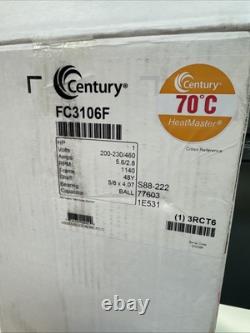 Century®
Century®
70°C
HeatMaster®
FC3106F
Cross Reference
HP 1
Volts 200-230/460
Amps 5.6/2.8
RPM 1140
Frame 48Y
Shaft 5/8 x 4.07
Bearing BALL
Capacitor
S88-222
77603
1E531
(1) 3RCT6